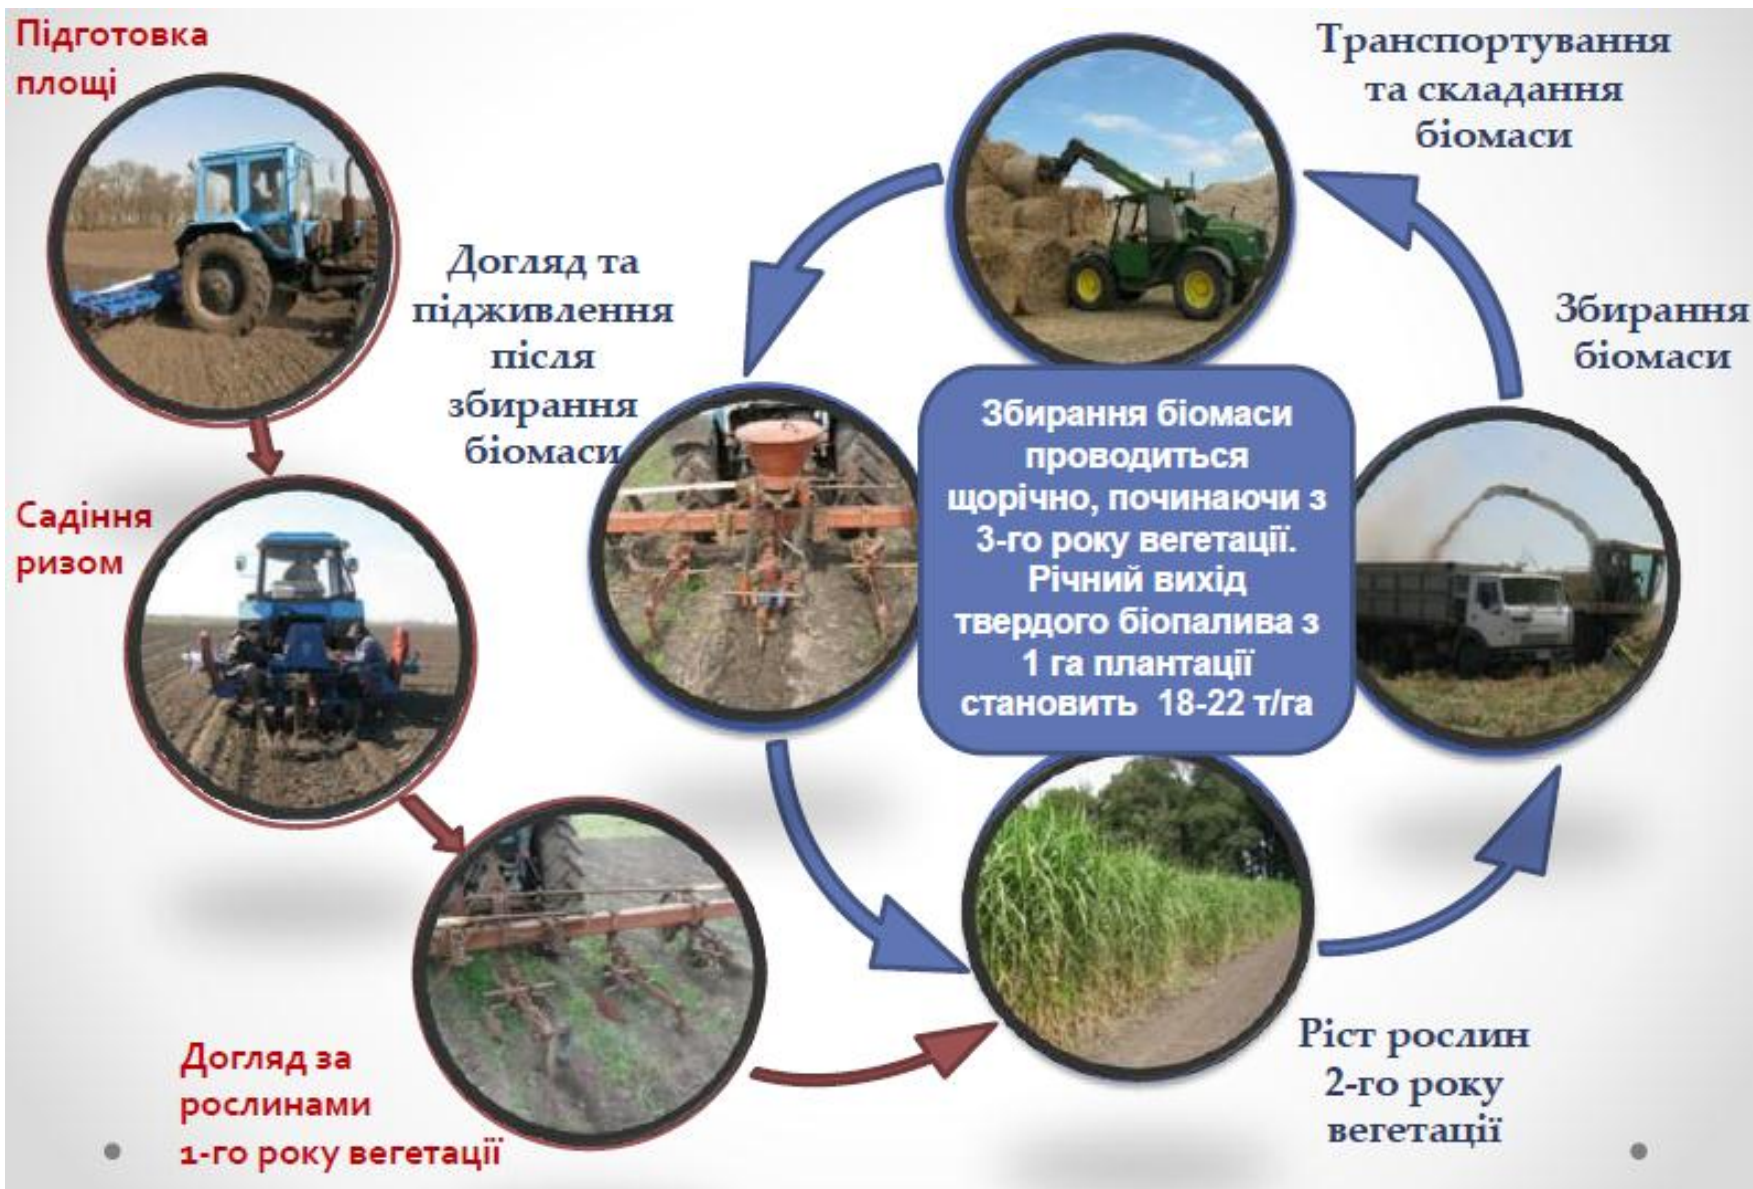 Підготовка
площі
Садіння
ризом
Догляд за
рослинами
1-го року вегетації
Догляд та
підживлення
після
збирання
біомаси
Транспортування
та складання
біомаси
Збирання
біомаси
Збирання біомаси
проводиться
щорічно, починаючи з
3-го року вегетації.
Річний вихід
твердого біопалива з
1 га плантації
становить 18-22 т/га
Ріст рослин
2-го року
вегетації